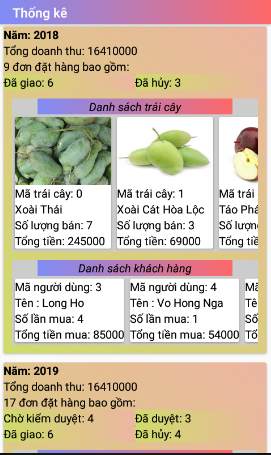 Thống kê
Năm: 2018
Tổng doanh thu: 16410000
9 đơn đặt hàng bao gồm:
Đã giao: 6 Đã hủy: 3
Danh sách trái cây
Mã trái cây: 0
Xoài Thái
Số lượng bán: 7
Tổng tiền: 245000
Mã trái cây: 1
Xoài Cát Hòa Lộc
Số lượng bán: 3
Tổng tiền: 69000
Mã trái
Táo Phá
Số lượn
Tổng tiề
Danh sách khách hàng
Mã người dùng: 3
Tên : Long Ho
Số lần mua: 4
Tổng tiền mua: 85000
Mã người dùng: 4
Tên : Vo Hong Nga
Số lần mua: 1
Tổng tiền mua: 54000
Mã
Tên
Số l
Tổn
Năm: 2019
Tổng doanh thu: 16410000
17 đơn đặt hàng bao gồm:
Chờ kiểm duyệt: 4 Đã duyệt: 3
Đã giao: 6 Đã hủy: 4